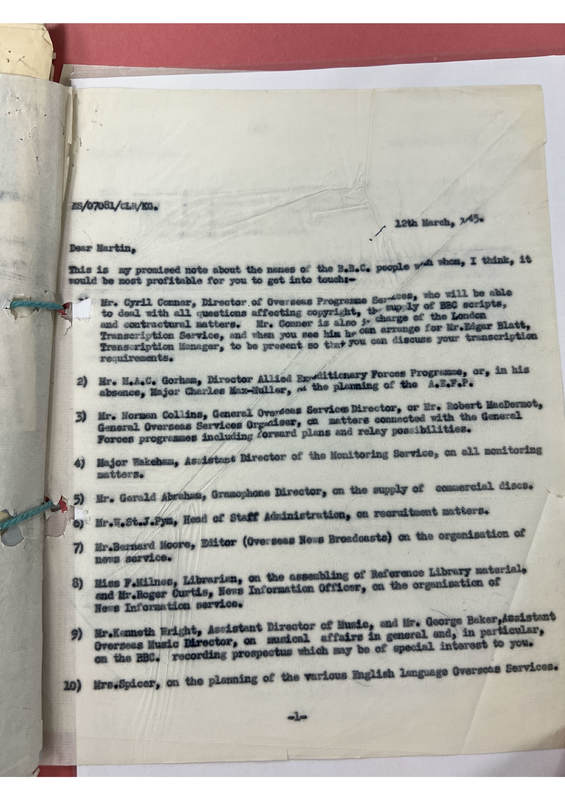 ES/07081/CLR/KG.
12th March, 1945.
Dear Martin,
This is my promised note about the names of the B.B.C. people with whom, I think, it
would be most profitable for you to get into touch:-
Mr. Cyril Conner, Director of Overseas Programme Services, who will be able
to deal with all questions affecting copyright, the supply of BBC scripts,
and contractural matters. Mr. Conner is also in charge of the London
Transcription Service, and when you see him he can arrange for Mr.Edgar Blatt,
Transcription Manager, to be present so that you can discuss your transcription
requirements.
2) Mr. M.A.C. Gorham, Director Allied Expeditionary Forces Programme, or, in his
absence, Major Charles Max-Muller, on the planning of the A.E.F.P.
3) Mr. Norman Collins, General Overseas Services Director, or Mr. Robert MacDermot,
General Overseas Services Organiser, on matters connected with the General
Forces programmes including forward plans and relay possibilities.
4) Major Wakeham, Assistant Director of the Monitoring Service, on all monitoring
matters.
5) Mr. Gerald Abraham, Gramophone Director, on the supply of commercial discs.
6) Mr.W.St.J.Pym, Head of Staff Administration, on recruitment matters.
7) Mr.Bernard Moore, Editor (Overseas News Broadcasts) on the organisation of
news service.
8) Miss F.Milnes, Librarian, on the assembling of Reference Library material,
and Mr.Roger Curtis, News Information Officer, on the organisation of
News Information service.
9) Mr.Kenneth Wright, Assistant Director of Music, and Mr. George Baker,Assistant
Overseas Music Director, on musical affairs in general and, in particular,
on the BBC. recording prospectus which may be of special interest to you.
10) Mrs.Spicer, on the planning of the various English language Overseas Services.
-1-